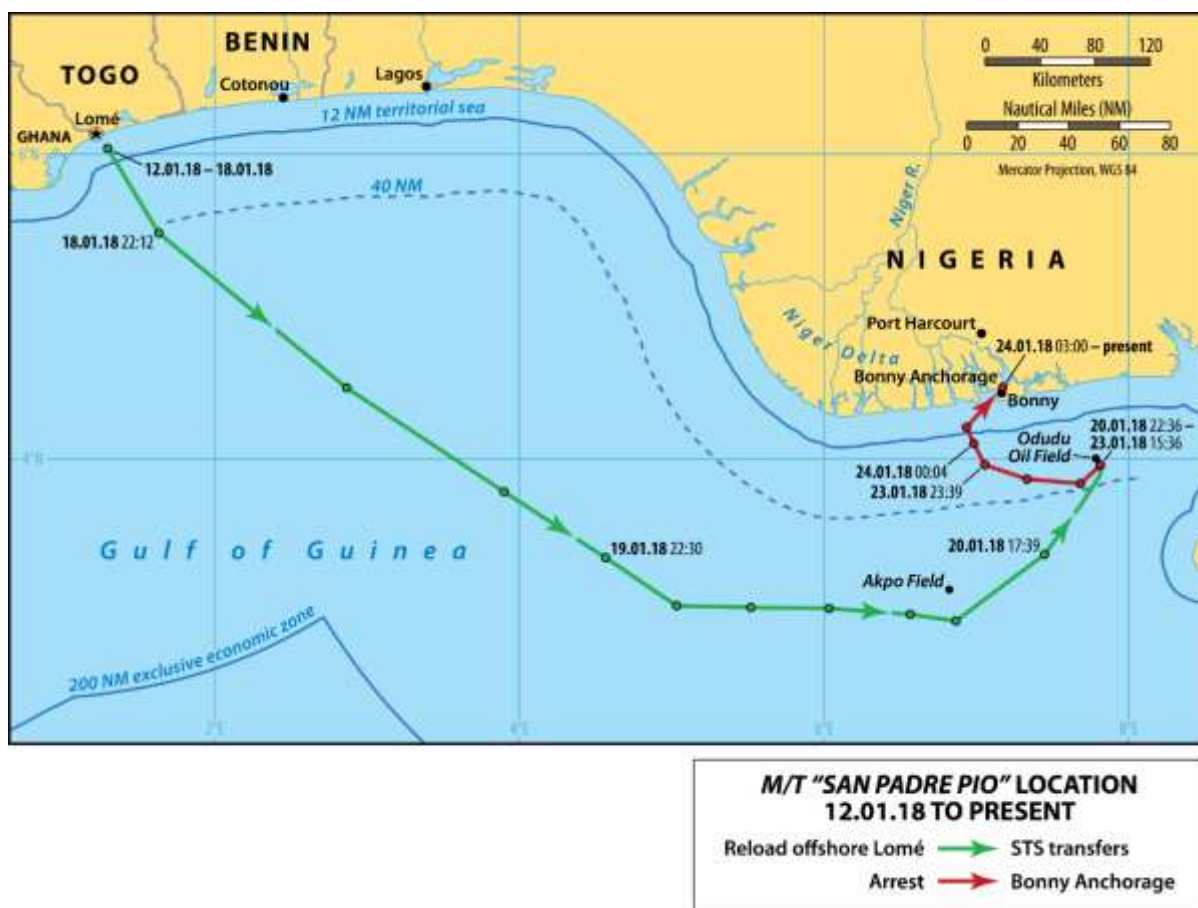 BENIN
TOGO
Cotonou
Lagos
Lomé
GHANA
12 NM territorial sea
0 40 80 120
Kilometers
Nautical Miles (NM)
0 20 40 60 80
Mercator Projection, WGS 84
6°N
12.01.18 – 18.01.18
40 NM
18.01.18 22:12
Niger R.
NIGERIA
Port Harcourt
Niger Delta
24.01.18 03:00 – present
Bonny Anchorage
Bonny
20.01.18 22:36 –
23.01.18 15:36
Odudu
Oil Field
4°N
24.01.18 00:04
23.01.18 23:39
Gulf of Guinea
19.01.18 22:30
20.01.18 17:39
Akpo Field
200 NM exclusive economic zone
2°E 4°E 6°E 8°E
M/T "SAN PADRE PIO" LOCATION
12.01.18 TO PRESENT
Reload offshore Lomé STS transfers
Arrest Bonny Anchorage